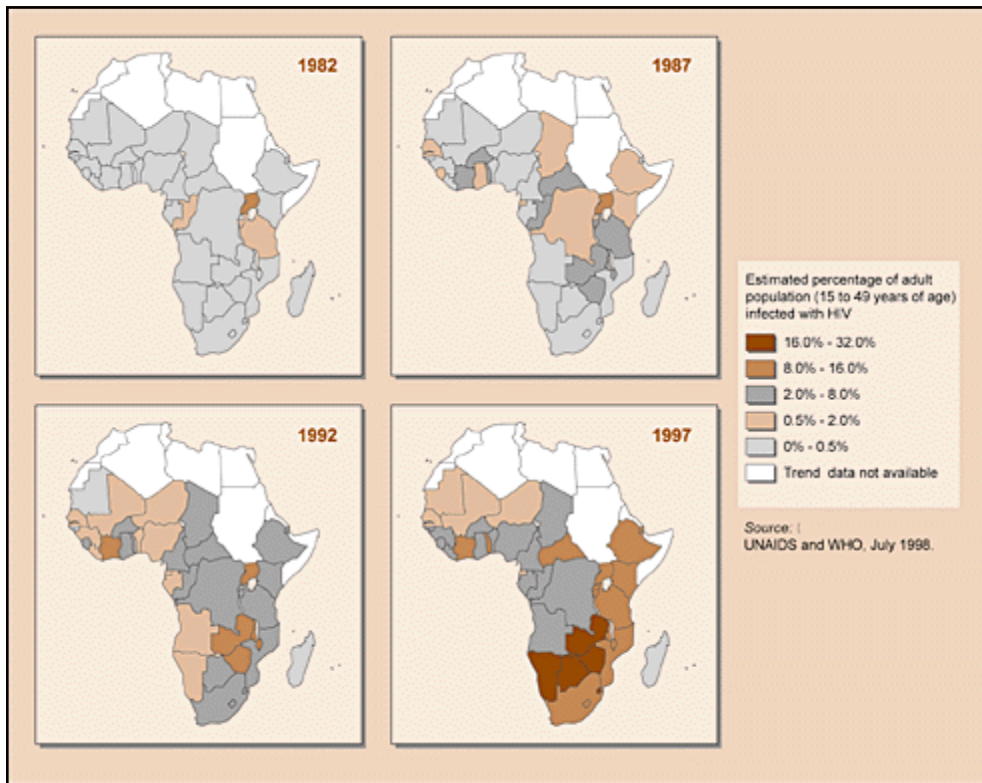 1982
1987
1992
1997
Estimated percentage of adult
population (15 to 49 years of age)
infected with HIV
16.0% - 32.0%
8.0% - 16.0%
2.0% - 8.0%
0.5% - 2.0%
0% - 0.5%
Trend data not available
Source: (
UNAIDS and WHO, July 1998.